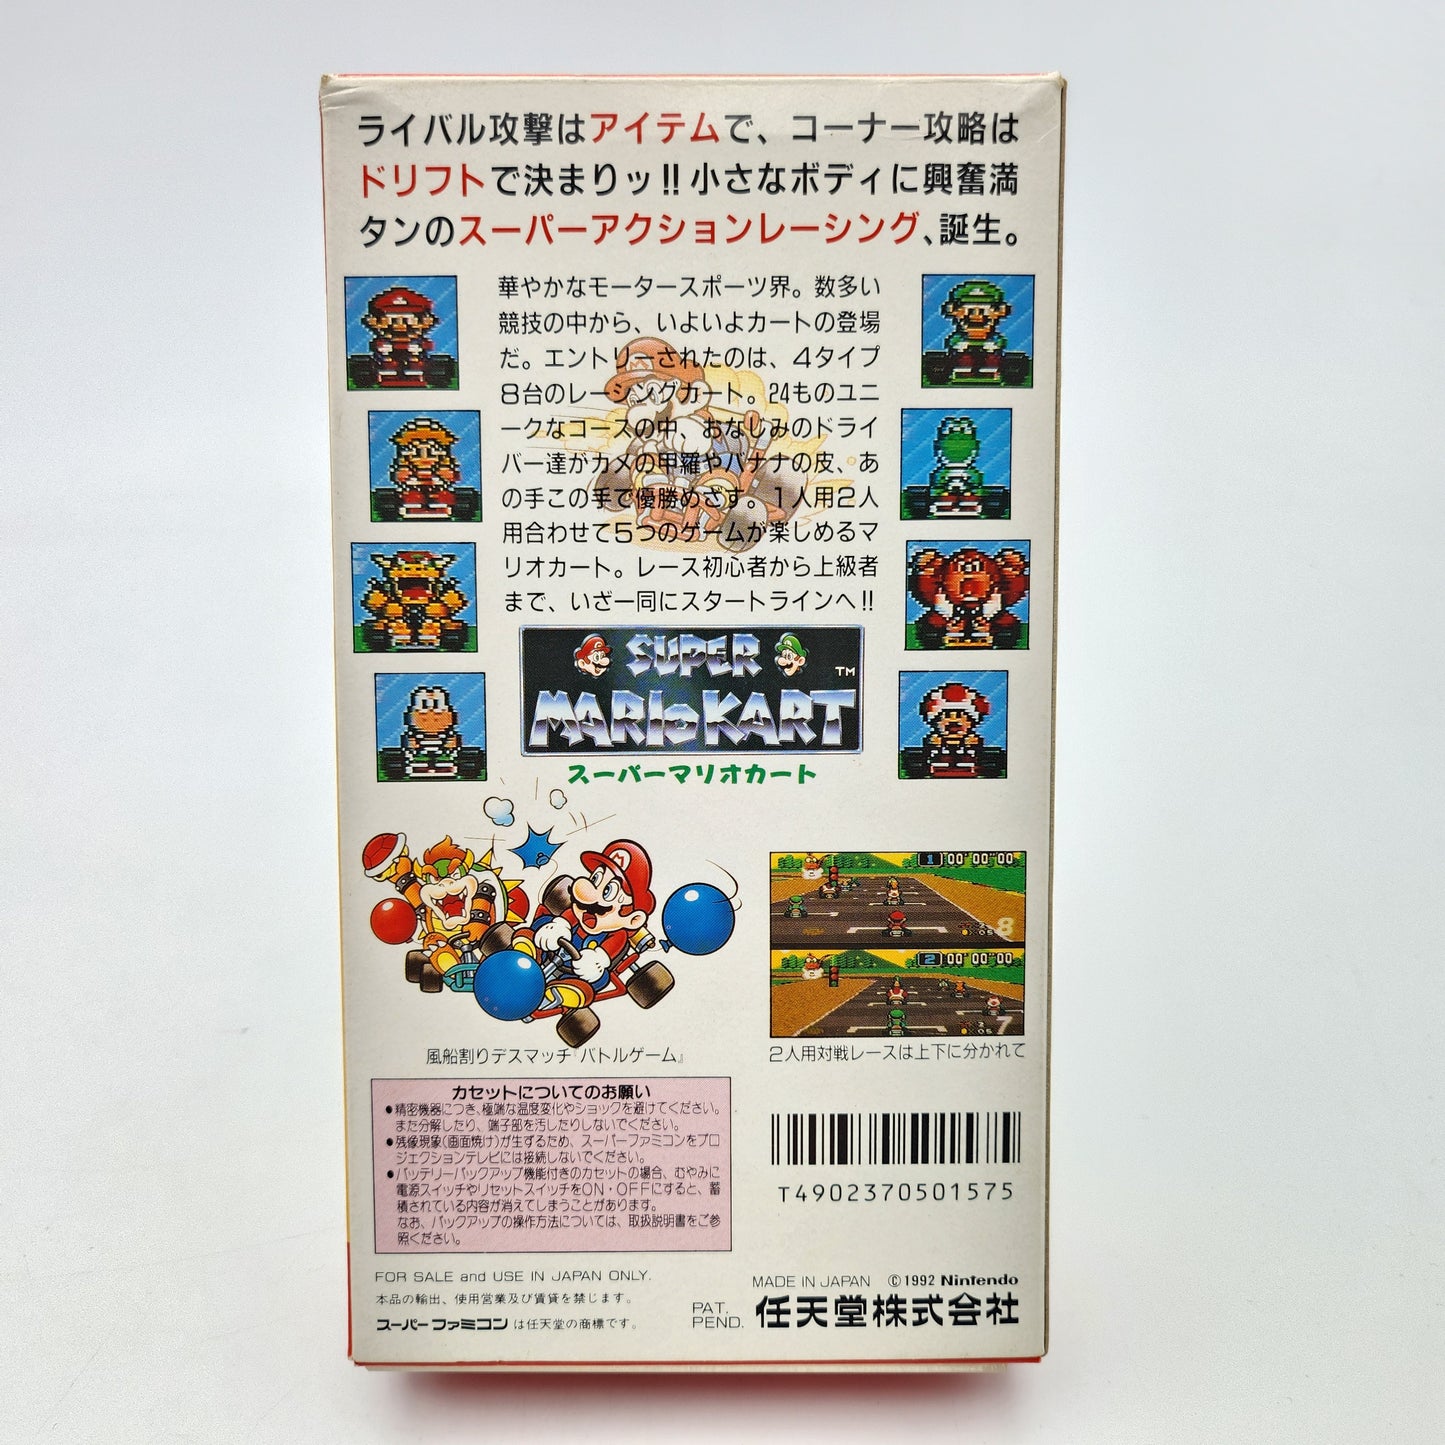 ライバル攻撃はアイテムで、コーナー攻略は
ドリフトで決まりッ!!小さなボディに興奮満
タンのスーパーアクションレーシング、誕生。
華やかなモータースポーツ界。数多い
競技の中から、いよいよカートの登場
だ。エントリーされたのは、4タイプ
8台のレーシングカート。24ものユニ
ークなコースの中、おなじみのドライ
バー達がカメの甲羅やバナナの皮、あ
の手この手で優勝めざす。1人用2人
用合わせて5つのゲームが楽しめるマ
リオカート。レース初心者から上級者
まで、いざ一同にスタートラインへ!!
SUPER
MARIO KART TM
スーパーマリオカート
1 00'00"00
8
2 00'00"00
7
風船割りデスマッチ『バトルゲーム』
2人用対戦レースは上下に分かれて
カセットについてのお願い
●精密機器につき、極端な温度変化やショックを避けてください。
また分解したり、端子部を汚したりしないでください。
●残像現象(画面焼け)が生ずるため、スーパーファミコンをプロ
ジェクションテレビには接続しないでください。
●バッテリーバックアップ機能付きのカセットの場合、むやみに
電源スイッチやリセットスイッチをON・OFFにすると、蓄
積されている内容が消えてしまうことがあります。
なお、バックアップの操作方法については、取扱説明書をご参
照ください。
T4902370501575
FOR SALE and USE IN JAPAN ONLY.
本品の輸出、使用営業及び賃貸を禁じます。
スーパーファミコンは任天堂の商標です。
MADE IN JAPAN ©1992 Nintendo
PAT. PEND.
任天堂株式会社